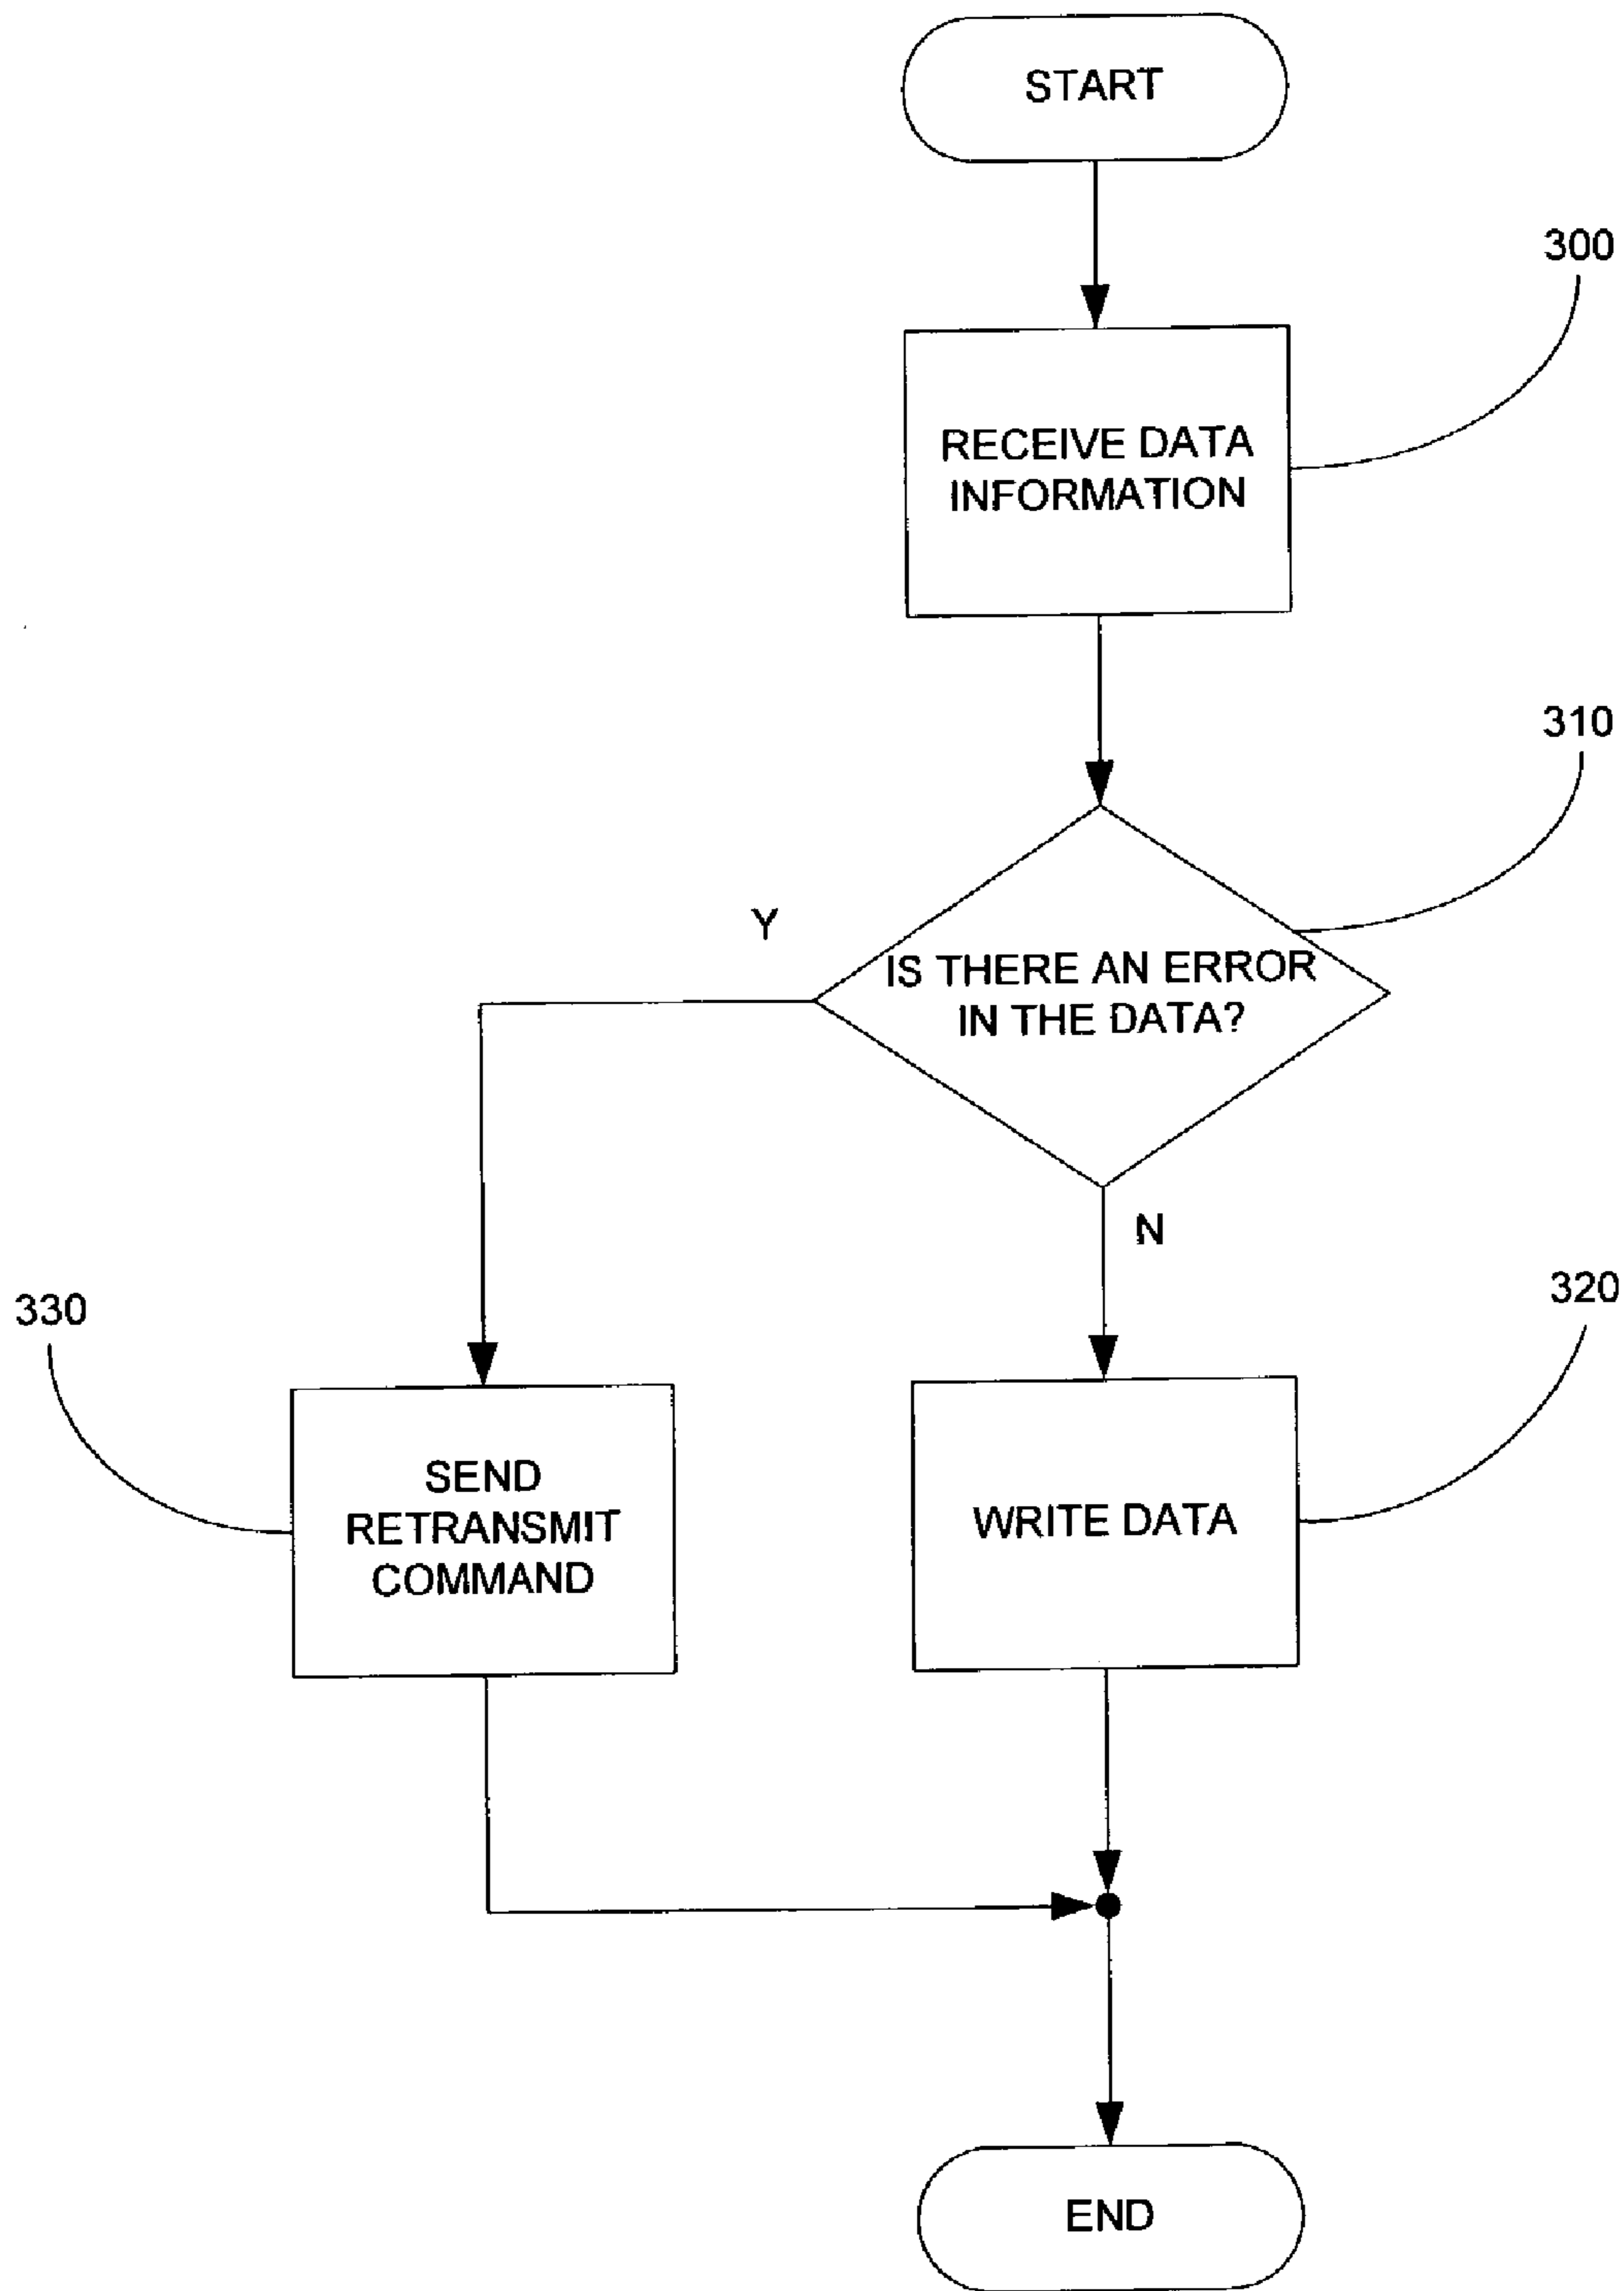 START
300
RECEIVE DATA
INFORMATION
310
Y
IS THERE AN ERROR
IN THE DATA?
N
330
320
SEND
RETRANSMIT
COMMAND
WRITE DATA
END